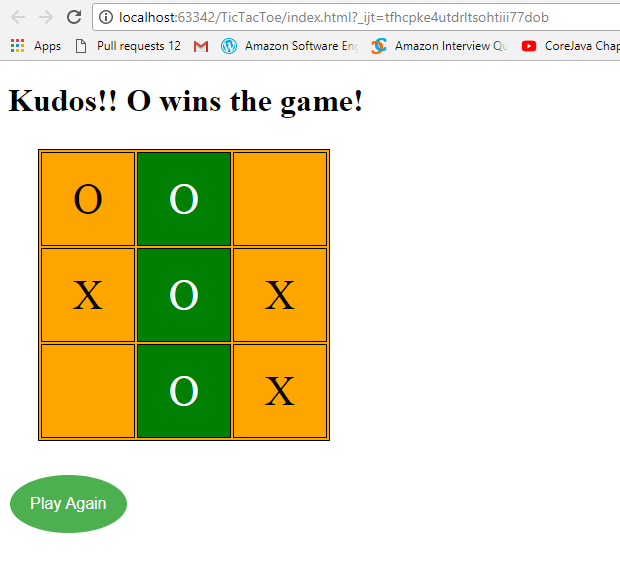 localhost:63342/TicTacToe/index.html?_ijt=tfhcpke4utdrltsohtiii77dob
Apps Pull requests 12 Amazon Software En Amazon Interview Qu CoreJava Chap
Kudos!! O wins the game!
O O
X O X
O X
Play Again